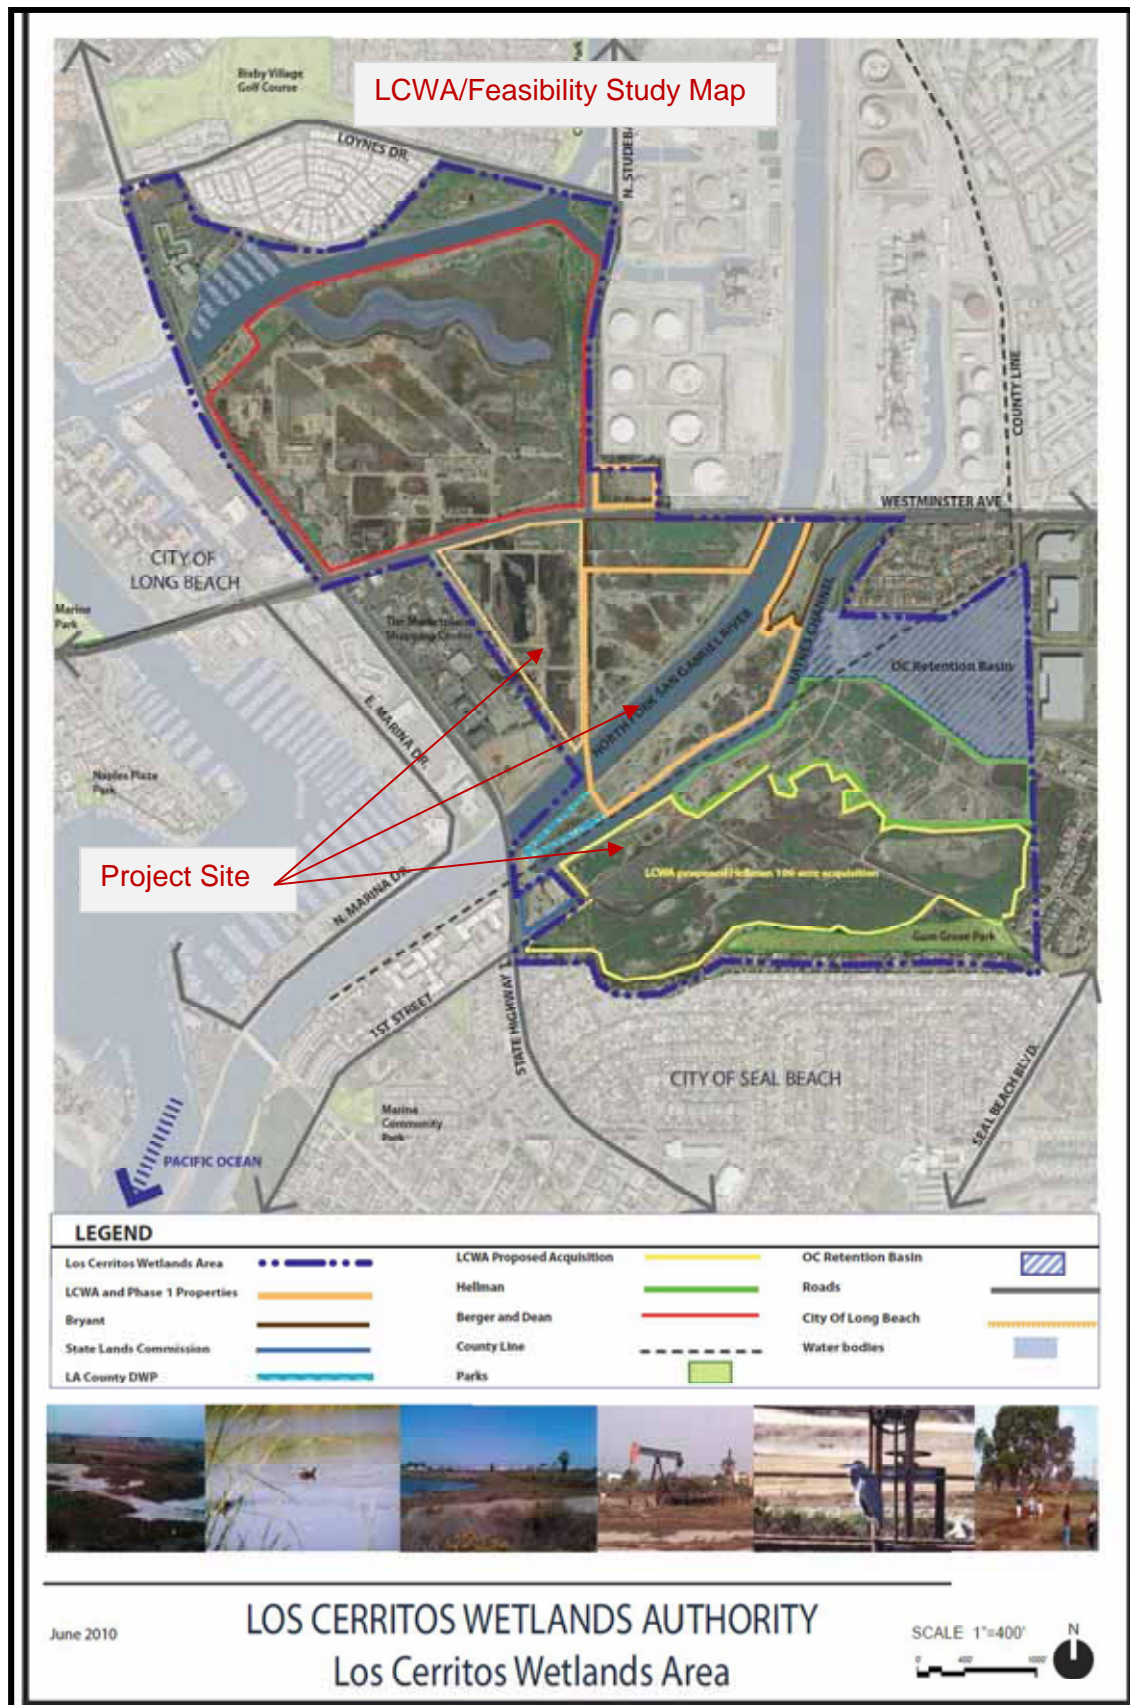 LCWA/Feasibility Study Map
Bixby Village
Golf Course
LOYNES DR.
N. STUDEBA
COUNTY LINE
WESTMINSTER AVE
CITY OF
LONG BEACH
Marine
Park
The Marketplace
Shopping Center
E. MARINA DR.
NORTH FORK SAN GABRIEL RIVER
HAYNES CHANNEL
OC Retention Basin
Naples Plaza
Park
Project Site
N. MARINA DR.
LCWA proposed Hellman 100 acre acquisition
Gum Grove Park
1ST STREET
STATE HIGHWAY 1
CITY OF SEAL BEACH
SEAL BEACH BLVD.
Marina
Community
Park
PACIFIC OCEAN
LEGEND
Los Cerritos Wetlands Area
LCWA and Phase 1 Properties
Bryant
State Lands Commission
LA County DWP
LCWA Proposed Acquisition
Hellman
Berger and Dean
County Line
Parks
OC Retention Basin
Roads
City Of Long Beach
Water bodies
June 2010
LOS CERRITOS WETLANDS AUTHORITY
Los Cerritos Wetlands Area
SCALE 1"=400'
N
0 400' 1000'